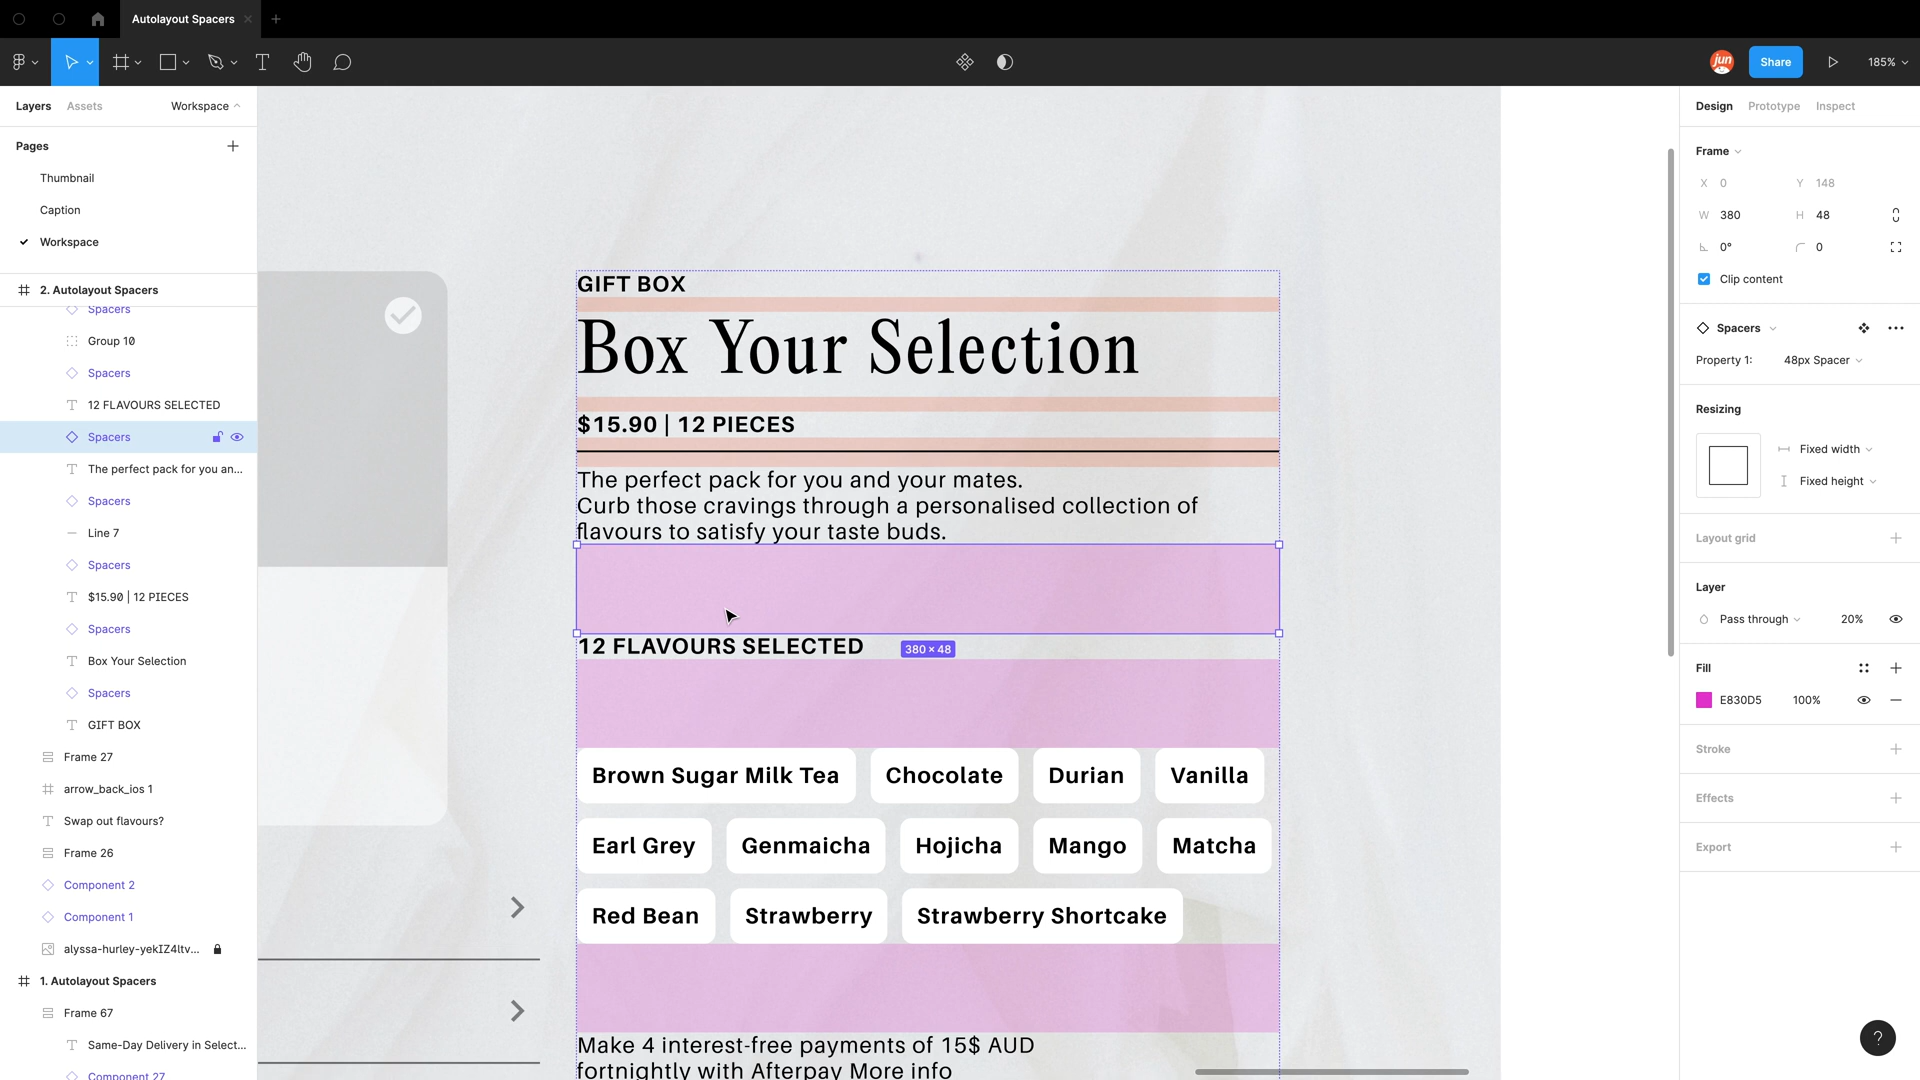 Autolayout Spacers
jun
Share
185%
Layers
Assets
Workspace
Pages
Thumbnail
Caption
Workspace
2. Autolayout Spacers
Spacers
Group 10
Spacers
12 FLAVOURS SELECTED
Spacers
The perfect pack for you an...
Spacers
Line 7
Spacers
$15.90 | 12 PIECES
Spacers
Box Your Selection
Spacers
GIFT BOX
Frame 27
arrow_back_ios 1
Swap out flavours?
Frame 26
Component 2
Component 1
alyssa-hurley-yekIZ4ltv...
1. Autolayout Spacers
Frame 67
Same-Day Delivery in Select...
Component 27
GIFT BOX
Box Your Selection
$15.90 | 12 PIECES
The perfect pack for you and your mates.
Curb those cravings through a personalised collection of
flavours to satisfy your taste buds.
12 FLAVOURS SELECTED
380 × 48
Brown Sugar Milk Tea
Chocolate
Durian
Vanilla
Earl Grey
Genmaicha
Hojicha
Mango
Matcha
Red Bean
Strawberry
Strawberry Shortcake
Make 4 interest-free payments of 15$ AUD
fortnightly with Afterpay More info
Design
Prototype
Inspect
Frame
X 0
Y 148
W 380
H 48
0°
0
Clip content
Spacers
Property 1:
48px Spacer
Resizing
Fixed width
Fixed height
Layout grid
Layer
Pass through
20%
Fill
E830D5
100%
Stroke
Effects
Export
?